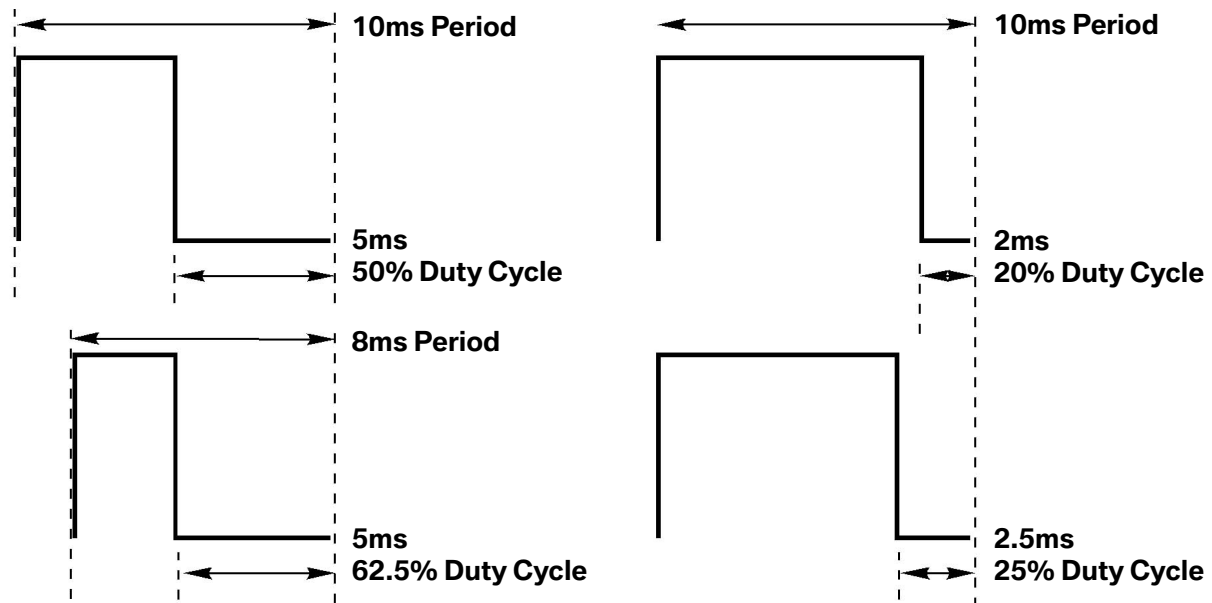 10ms Period
5ms
50% Duty Cycle
8ms Period
5ms
62.5% Duty Cycle
10ms Period
2ms
20% Duty Cycle
2.5ms
25% Duty Cycle